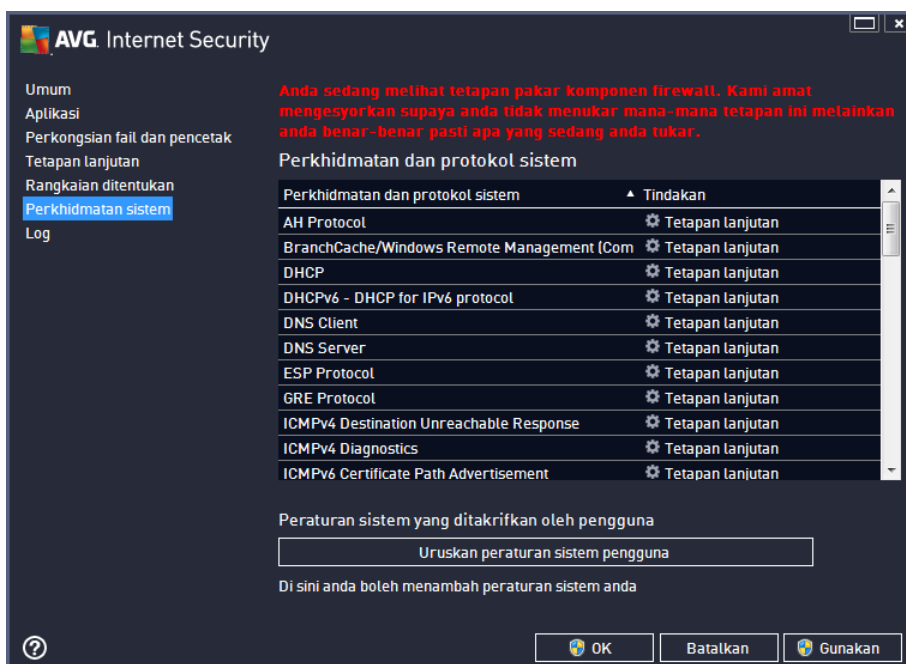 AVG. Internet Security
Umum
Aplikasi
Perkongsian fail dan pencetak
Tetapan lanjutan
Rangkaian ditentukan
Perkhidmatan sistem
Log
Anda sedang melihat tetapan pakar komponen firewall. Kami amat
mengesyorkan supaya anda tidak menukar mana-mana tetapan ini melainkan
anda benar-benar pasti apa yang sedang anda tukar.
Perkhidmatan dan protokol sistem
Perkhidmatan dan protokol sistem Tindakan
AH Protocol Tetapan lanjutan
BranchCache/Windows Remote Management (Com Tetapan lanjutan
DHCP Tetapan lanjutan
DHCPv6 - DHCP for IPv6 protocol Tetapan lanjutan
DNS Client Tetapan lanjutan
DNS Server Tetapan lanjutan
ESP Protocol Tetapan lanjutan
GRE Protocol Tetapan lanjutan
ICMPv4 Destination Unreachable Response Tetapan lanjutan
ICMPv4 Diagnostics Tetapan lanjutan
ICMPv6 Certificate Path Advertisement Tetapan lanjutan
Peraturan sistem yang ditakrifkan oleh pengguna
Uruskan peraturan sistem pengguna
Di sini anda boleh menambah peraturan sistem anda
OK Batalkan Gunakan